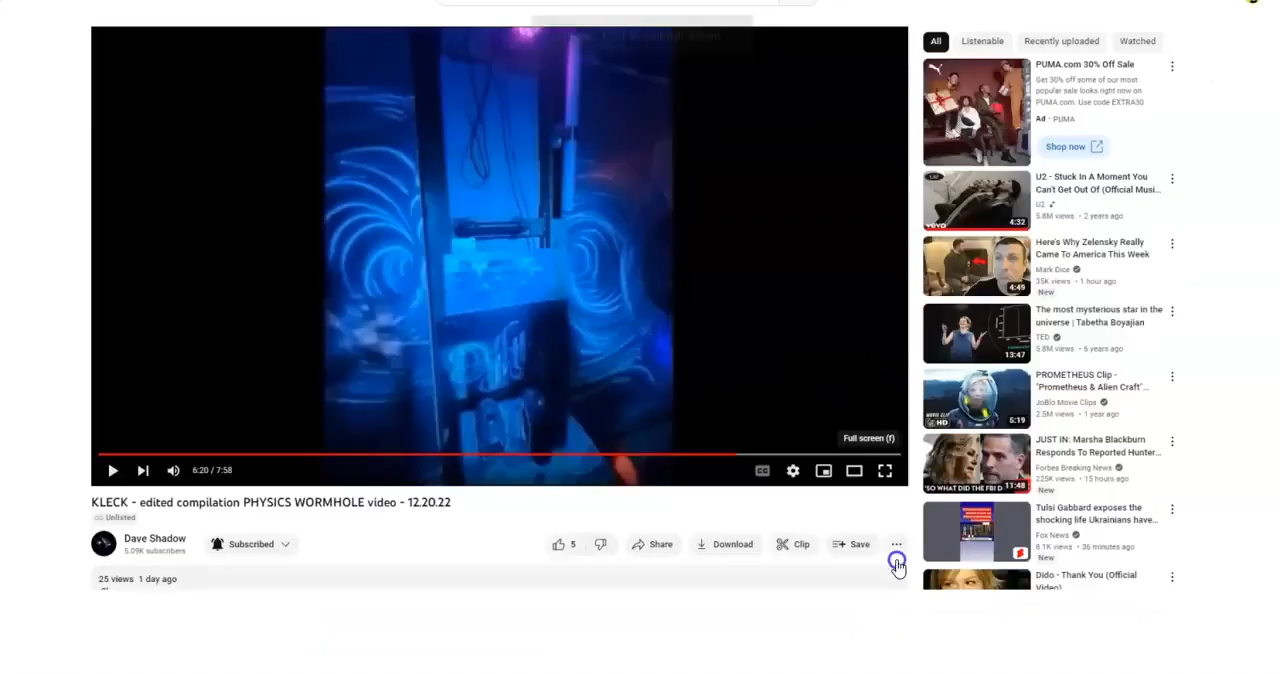 All
Listenable
Recently uploaded
Watched
PUMA.com 30% Off Sale
Get 30% off some of our most
popular sale looks right now on
PUMA.com. Use code EXTRA30
Ad · PUMA
Shop now
U2 - Stuck In A Moment You
Can't Get Out Of (Official Musi...
U2
5.8M views · 2 years ago
vevo
4:32
Here's Why Zelensky Really
Came To America This Week
Mark Dice
35K views · 1 hour ago
New
4:49
The most mysterious star in the
universe | Tabetha Boyajian
TED
5.8M views · 6 years ago
13:47
PROMETHEUS Clip -
"Prometheus & Alien Craft"...
JoBlo Movie Clips
2.5M views · 1 year ago
HD
5:19
JUST IN: Marsha Blackburn
Responds To Reported Hunter...
Forbes Breaking News
225K views · 15 hours ago
New
"SO WHAT DID THE FBI D
11:48
Tulsi Gabbard exposes the
shocking life Ukrainians have...
Fox News
8.1K views · 36 minutes ago
New
Dido - Thank You (Official
Video)
Full screen (f)
6:20 / 7:58
CC
KLECK - edited compilation PHYSICS WORMHOLE video - 12.20.22
Unlisted
Dave Shadow
5.09K subscribers
Subscribed
5
Share
Download
Clip
Save
25 views 1 day ago